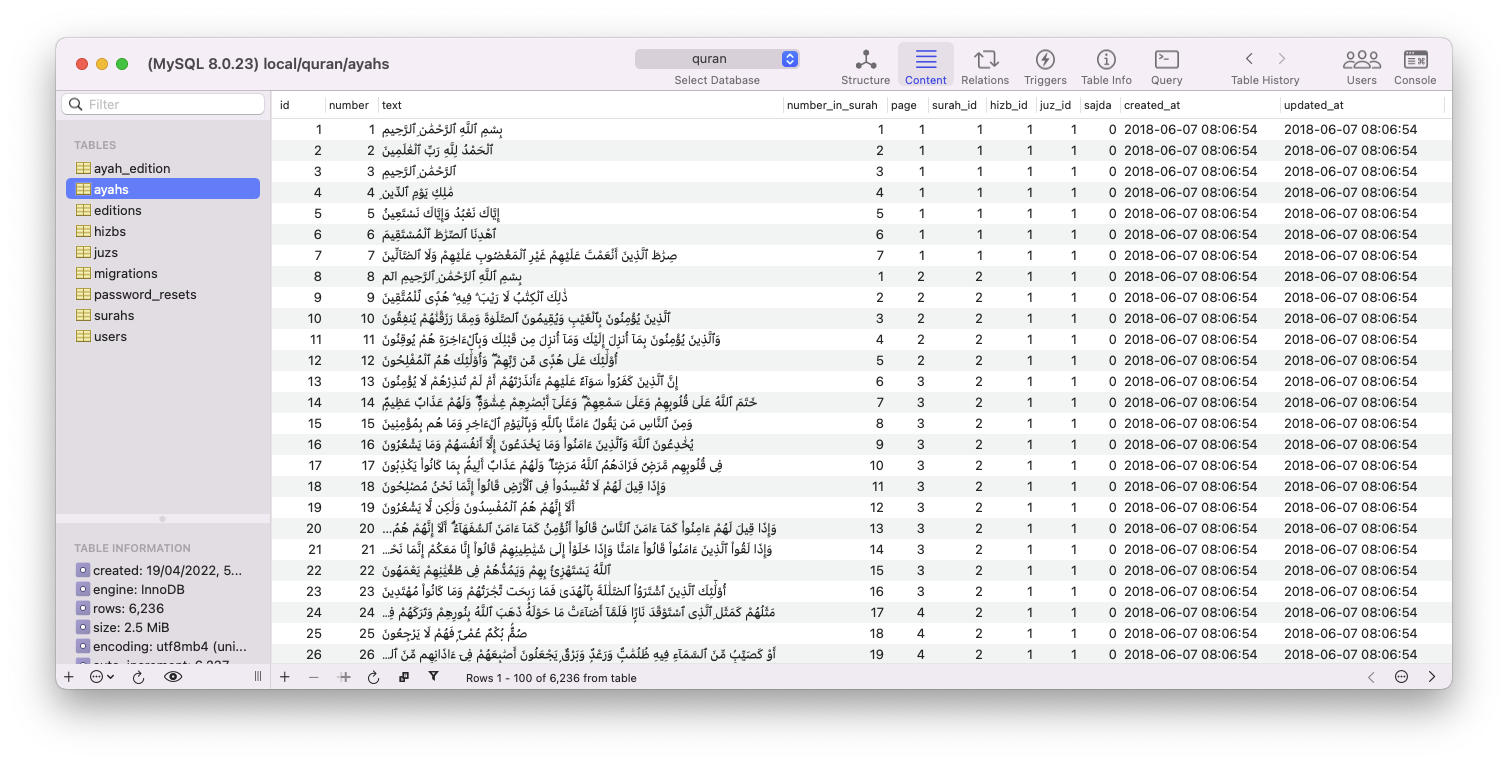 (MySQL 8.0.23) local/quran/ayahs
quran
Select Database
Structure
Content
Relations
Triggers
Table Info
Query
Table History
Users
Console
Filter
TABLES
ayah_edition
ayahs
editions
hizbs
juzs
migrations
password_resets
surahs
users
TABLE INFORMATION
created: 19/04/2022, 5...
engine: InnoDB
rows: 6,236
size: 2.5 MiB
encoding: utf8mb4 (uni...
id number text number_in_surah page surah_id hizb_id juz_id sajda created_at updated_at
1 1 بِسْمِ ٱللَّهِ ٱلرَّحْمَٰنِ ٱلرَّحِيمِ 1 1 1 1 1 0 2018-06-07 08:06:54 2018-06-07 08:06:54
2 2 ٱلْحَمْدُ لِلَّهِ رَبِّ ٱلْعَٰلَمِينَ 2 1 1 1 1 0 2018-06-07 08:06:54 2018-06-07 08:06:54
3 3 ٱلرَّحْمَٰنِ ٱلرَّحِيمِ 3 1 1 1 1 0 2018-06-07 08:06:54 2018-06-07 08:06:54
4 4 مَٰلِكِ يَوْمِ ٱلدِّينِ 4 1 1 1 1 0 2018-06-07 08:06:54 2018-06-07 08:06:54
5 5 إِيَّاكَ نَعْبُدُ وَإِيَّاكَ نَسْتَعِينُ 5 1 1 1 1 0 2018-06-07 08:06:54 2018-06-07 08:06:54
6 6 ٱهْدِنَا ٱلصِّرَٰطَ ٱلْمُسْتَقِيمَ 6 1 1 1 1 0 2018-06-07 08:06:54 2018-06-07 08:06:54
7 7 صِرَٰطَ ٱلَّذِينَ أَنْعَمْتَ عَلَيْهِمْ غَيْرِ ٱلْمَغْضُوبِ عَلَيْهِمْ وَلَا ٱلضَّآلِّينَ 7 1 1 1 1 0 2018-06-07 08:06:54 2018-06-07 08:06:54
8 8 بِسْمِ ٱللَّهِ ٱلرَّحْمَٰنِ ٱلرَّحِيمِ الٓمٓ 1 2 2 1 1 0 2018-06-07 08:06:54 2018-06-07 08:06:54
9 9 ذَٰلِكَ ٱلْكِتَٰبُ لَا رَيْبَ ۛ فِيهِ ۛ هُدًۭى لِّلْمُتَّقِينَ 2 2 2 1 1 0 2018-06-07 08:06:54 2018-06-07 08:06:54
10 10 ٱلَّذِينَ يُؤْمِنُونَ بِٱلْغَيْبِ وَيُقِيمُونَ ٱلصَّلَوٰةَ وَمِمَّا رَزَقْنَٰهُمْ يُنفِقُونَ 3 2 2 1 1 0 2018-06-07 08:06:54 2018-06-07 08:06:54
11 11 وَٱلَّذِينَ يُؤْمِنُونَ بِمَآ أُنزِلَ إِلَيْكَ وَمَآ أُنزِلَ مِن قَبْلِكَ وَبِٱلْءَاخِرَةِ هُمْ يُوقِنُونَ 4 2 2 1 1 0 2018-06-07 08:06:54 2018-06-07 08:06:54
12 12 أُو۟لَٰٓئِكَ عَلَىٰ هُدًۭى مِّن رَّبِّهِمْ ۖ وَأُو۟لَٰٓئِكَ هُمُ ٱلْمُفْلِحُونَ 5 2 2 1 1 0 2018-06-07 08:06:54 2018-06-07 08:06:54
13 13 إِنَّ ٱلَّذِينَ كَفَرُوا۟ سَوَآءٌ عَلَيْهِمْ ءَأَنذَرْتَهُمْ أَمْ لَمْ تُنذِرْهُمْ لَا يُؤْمِنُونَ 6 3 2 1 1 0 2018-06-07 08:06:54 2018-06-07 08:06:54
14 14 خَتَمَ ٱللَّهُ عَلَىٰ قُلُوبِهِمْ وَعَلَىٰ سَمْعِهِمْ ۖ وَعَلَىٰٓ أَبْصَٰرِهِمْ غِشَٰوَةٌۭ ۖ وَلَهُمْ عَذَابٌ عَظِيمٌۭ 7 3 2 1 1 0 2018-06-07 08:06:54 2018-06-07 08:06:54
15 15 وَمِنَ ٱلنَّاسِ مَن يَقُولُ ءَامَنَّا بِٱللَّهِ وَبِٱلْيَوْمِ ٱلْءَاخِرِ وَمَا هُم بِمُؤْمِنِينَ 8 3 2 1 1 0 2018-06-07 08:06:54 2018-06-07 08:06:54
16 16 يُخَٰدِعُونَ ٱللَّهَ وَٱلَّذِينَ ءَامَنُوا۟ وَمَا يَخْدَعُونَ إِلَّآ أَنفُسَهُمْ وَمَا يَشْعُرُونَ 9 3 2 1 1 0 2018-06-07 08:06:54 2018-06-07 08:06:54
17 17 فِى قُلُوبِهِم مَّرَضٌۭ فَزَادَهُمُ ٱللَّهُ مَرَضًۭا ۖ وَلَهُمْ عَذَابٌ أَلِيمٌۢ بِمَا كَانُوا۟ يَكْذِبُونَ 10 3 2 1 1 0 2018-06-07 08:06:54 2018-06-07 08:06:54
18 18 وَإِذَا قِيلَ لَهُمْ لَا تُفْسِدُوا۟ فِى ٱلْأَرْضِ قَالُوٓا۟ إِنَّمَا نَحْنُ مُصْلِحُونَ 11 3 2 1 1 0 2018-06-07 08:06:54 2018-06-07 08:06:54
19 19 أَلَآ إِنَّهُمْ هُمُ ٱلْمُفْسِدُونَ وَلَٰكِن لَّا يَشْعُرُونَ 12 3 2 1 1 0 2018-06-07 08:06:54 2018-06-07 08:06:54
20 20 وَإِذَا قِيلَ لَهُمْ ءَامِنُوا۟ كَمَآ ءَامَنَ ٱلنَّاسُ قَالُوٓا۟ أَنُؤْمِنُ كَمَآ ءَامَنَ ٱلسُّفَهَآءُ ۗ أَلَآ إِنَّهُمْ هُمُ... 13 3 2 1 1 0 2018-06-07 08:06:54 2018-06-07 08:06:54
21 21 وَإِذَا لَقُوا۟ ٱلَّذِينَ ءَامَنُوا۟ قَالُوٓا۟ ءَامَنَّا وَإِذَا خَلَوْا۟ إِلَىٰ شَيَٰطِينِهِمْ قَالُوٓا۟ إِنَّا مَعَكُمْ إِنَّمَا نَحْ... 14 3 2 1 1 0 2018-06-07 08:06:54 2018-06-07 08:06:54
22 22 ٱللَّهُ يَسْتَهْزِئُ بِهِمْ وَيَمُدُّهُمْ فِى طُغْيَٰنِهِمْ يَعْمَهُونَ 15 3 2 1 1 0 2018-06-07 08:06:54 2018-06-07 08:06:54
23 23 أُو۟لَٰٓئِكَ ٱلَّذِينَ ٱشْتَرَوُا۟ ٱلضَّلَٰلَةَ بِٱلْهُدَىٰ فَمَا رَبِحَت تِّجَٰرَتُهُمْ وَمَا كَانُوا۟ مُهْتَدِينَ 16 3 2 1 1 0 2018-06-07 08:06:54 2018-06-07 08:06:54
24 24 مَثَلُهُمْ كَمَثَلِ ٱلَّذِى ٱسْتَوْقَدَ نَارًۭا فَلَمَّآ أَضَآءَتْ مَا حَوْلَهُۥ ذَهَبَ ٱللَّهُ بِنُورِهِمْ وَتَرَكَهُمْ فِ... 17 4 2 1 1 0 2018-06-07 08:06:54 2018-06-07 08:06:54
25 25 صُمٌّۢ بُكْمٌ عُمْىٌۭ فَهُمْ لَا يَرْجِعُونَ 18 4 2 1 1 0 2018-06-07 08:06:54 2018-06-07 08:06:54
26 26 أَوْ كَصَيِّبٍۢ مِّنَ ٱلسَّمَآءِ فِيهِ ظُلُمَٰتٌۭ وَرَعْدٌۭ وَبَرْقٌۭ يَجْعَلُونَ أَصَٰبِعَهُمْ فِىٓ ءَاذَانِهِم مِّنَ ٱلـ... 19 4 2 1 1 0 2018-06-07 08:06:54 2018-06-07 08:06:54
Rows 1 - 100 of 6,236 from table